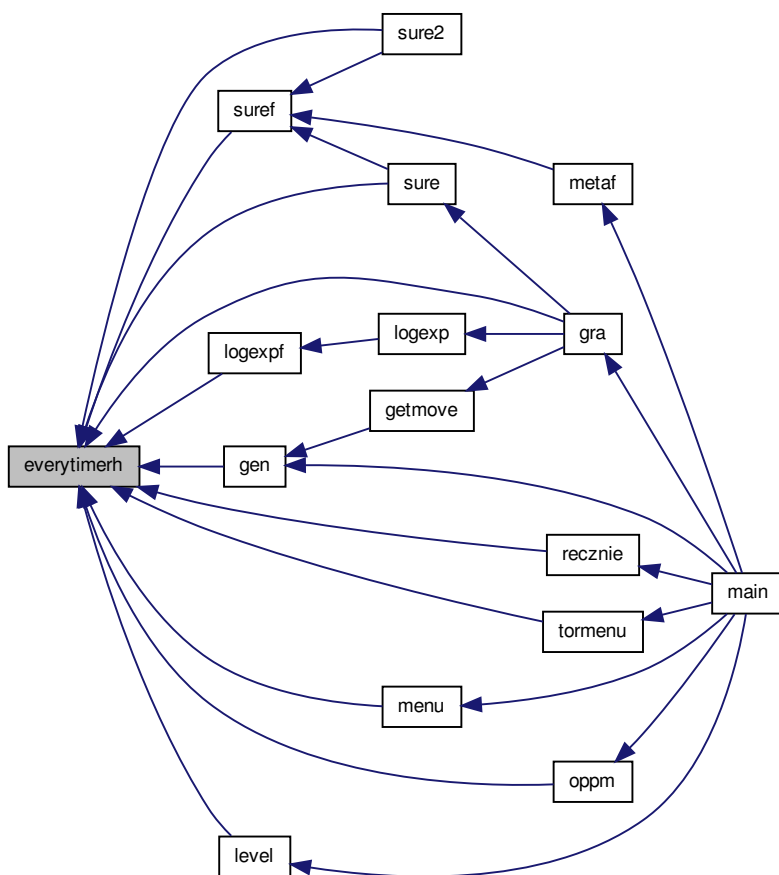 sure2
suref
sure
metaf
gra
logexp
logexpf
getmove
everytimerh
gen
recznie
main
tormenu
menu
oppm
level